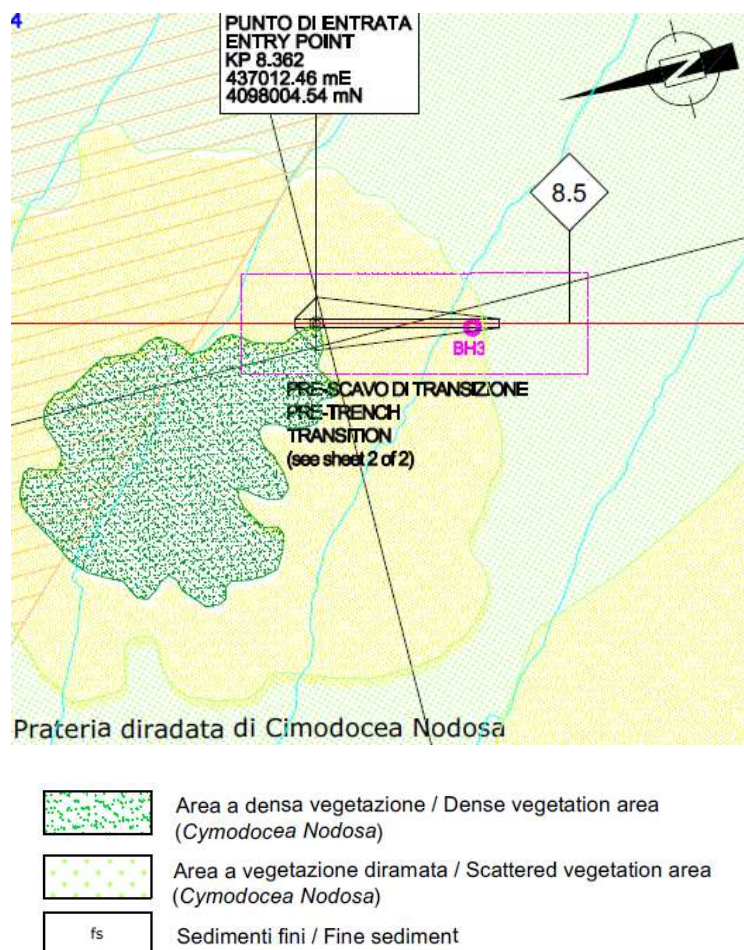 4
PUNTO DI ENTRATA
ENTRY POINT
KP 8.362
437012.46 mE
4098004.54 mN
N
8.5
BH3
PRE-SCAVO DI TRANSIZIONE
PRE-TRENCH
TRANSITION
(see sheet 2 of 2)
Prateria diradata di Cimodocea Nodosa
Area a densa vegetazione / Dense vegetation area
(Cymodocea Nodosa)
Area a vegetazione diramata / Scattered vegetation area
(Cymodocea Nodosa)
fs
Sedimenti fini / Fine sediment